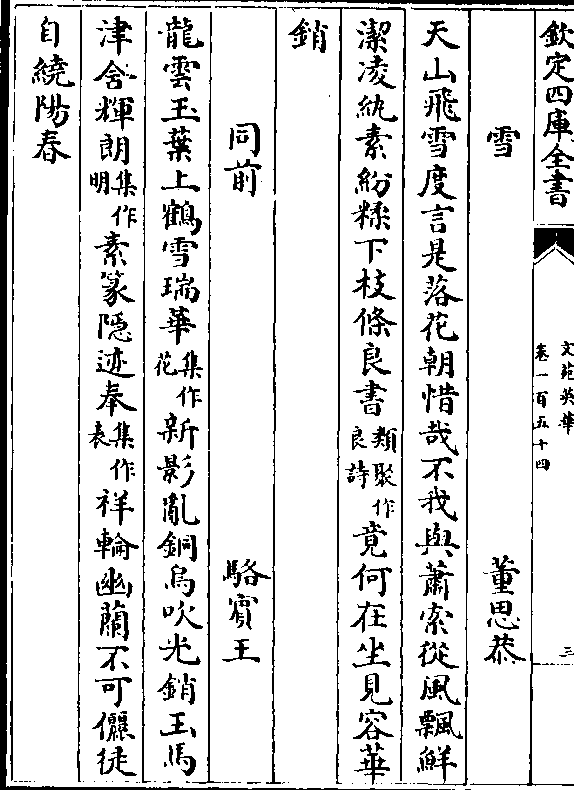 欽定四庫全書
文苑英華
卷一百五十四
三
雪 董思恭
天山飛雪度言是落花朝惜哉不我與蕭索從風飄鮮
潔凌紈素紛糅下枝條良書類聚作良詩竟何在坐見容華
銷
同前 駱賓王
龍雲玉葉上鶴雪瑞華集作花新影亂銅烏吹光銷玉馬
津含輝朗集作明素篆隠迹奉集作表祥輪幽蘭不可儷徒
自繞陽春